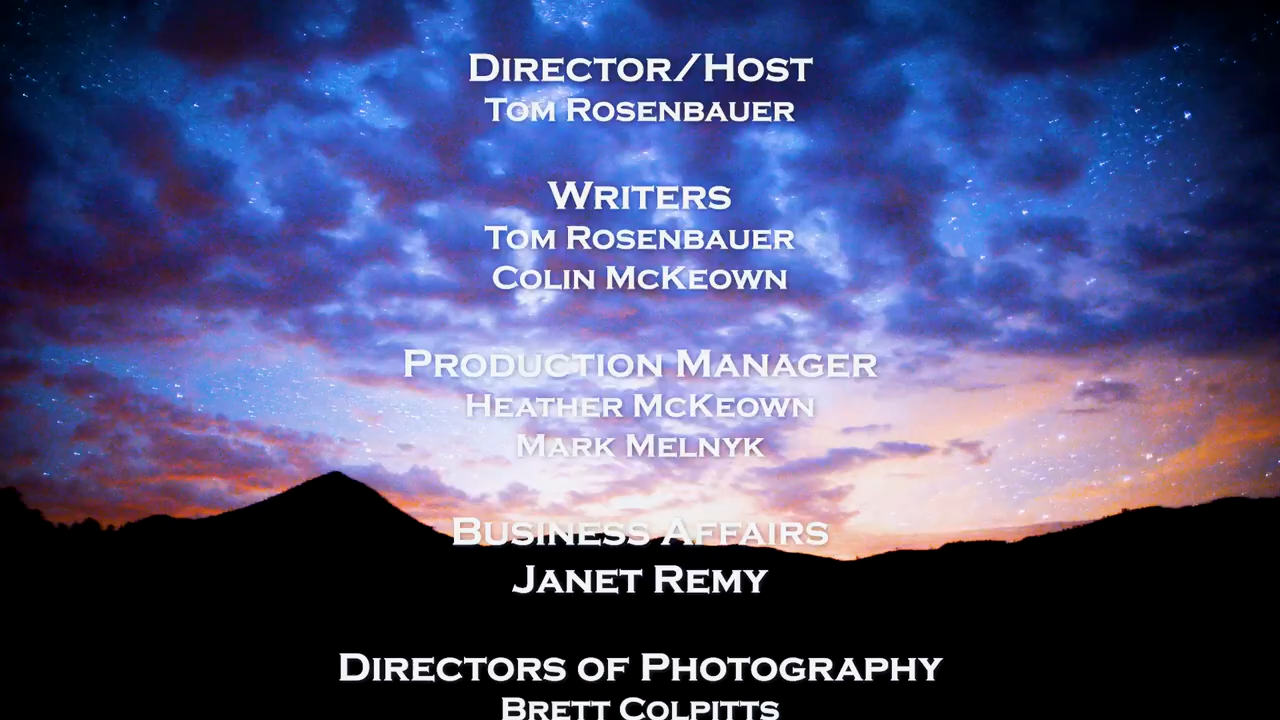 Director/Host
Tom Rosenbauer
Writers
Tom Rosenbauer
Colin McKeown
Production Manager
Heather McKeown
Mark Melnyk
Business Affairs
Janet Remy
Directors of Photography
Brett Colpitts